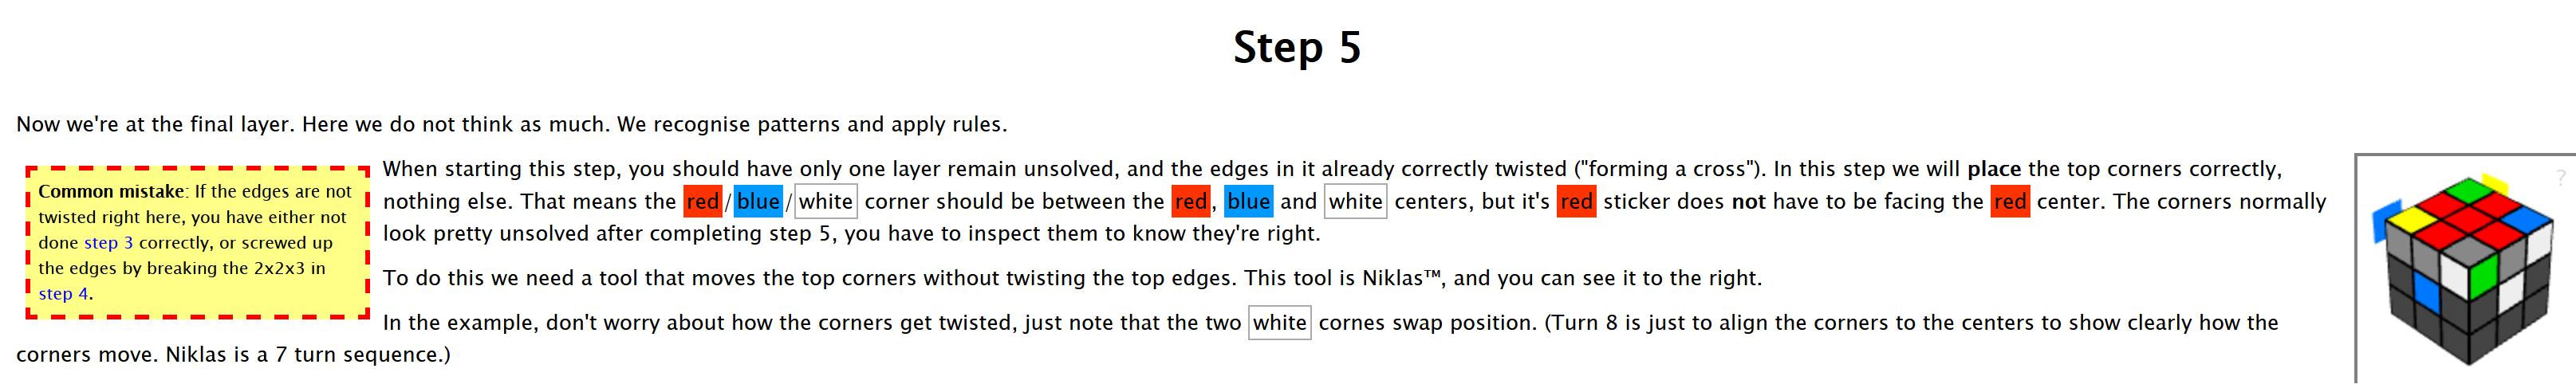 Step 5
Now we're at the final layer. Here we do not think as much. We recognise patterns and apply rules.
Common mistake: If the edges are not
twisted right here, you have either not
done step 3 correctly, or screwed up
the edges by breaking the 2x2x3 in
step 4.
When starting this step, you should have only one layer remain unsolved, and the edges in it already correctly twisted ("forming a cross"). In this step we will place the top corners correctly,
nothing else. That means the red/blue/white corner should be between the red, blue and white centers, but it's red sticker does not have to be facing the red center. The corners normally
look pretty unsolved after completing step 5, you have to inspect them to know they're right.
To do this we need a tool that moves the top corners without twisting the top edges. This tool is Niklas™, and you can see it to the right.
In the example, don't worry about how the corners get twisted, just note that the two white cornes swap position. (Turn 8 is just to align the corners to the centers to show clearly how the
corners move. Niklas is a 7 turn sequence.)
?